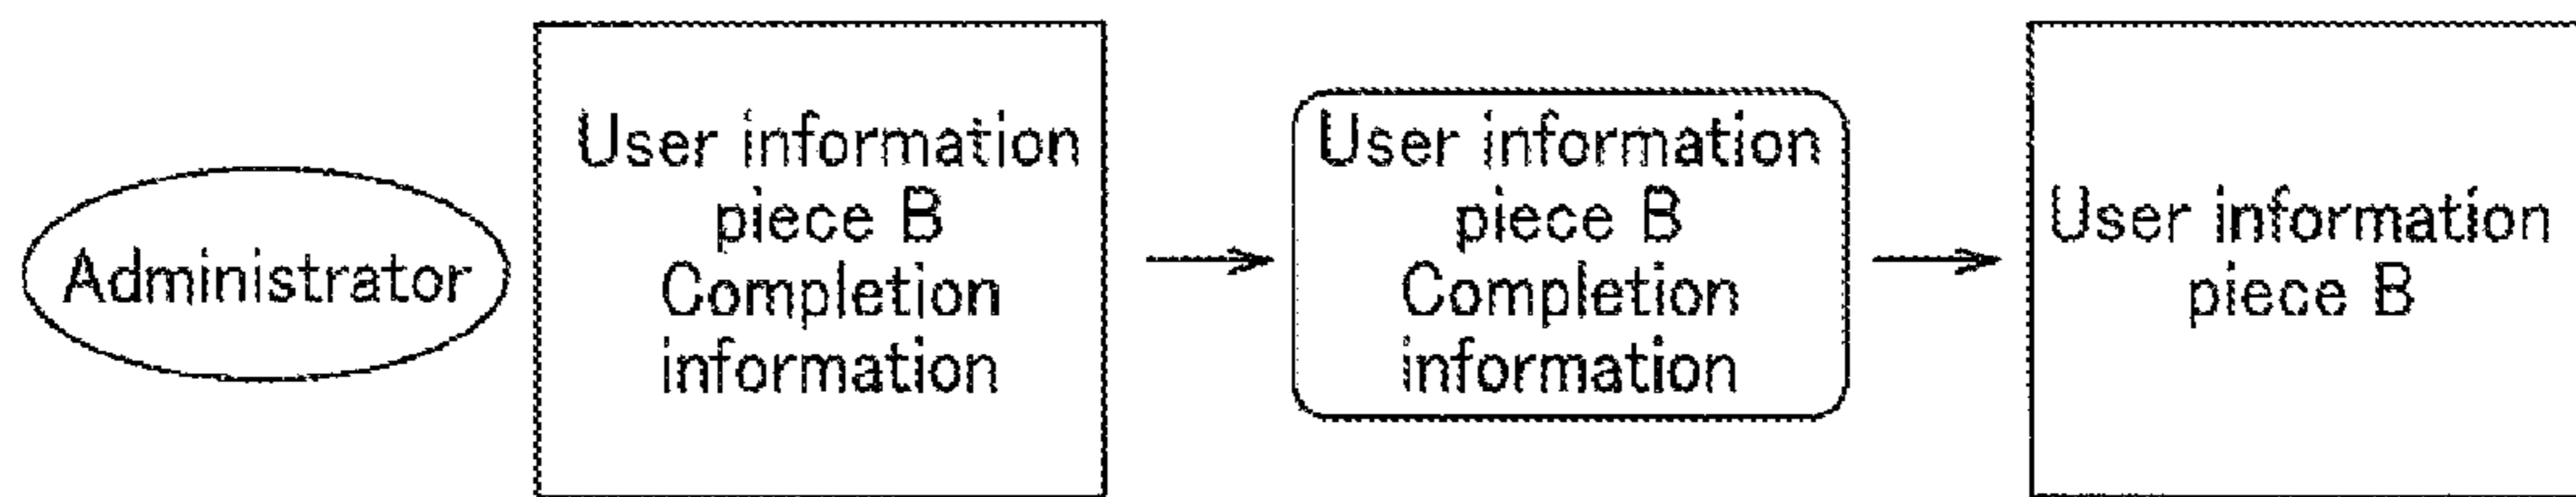 Administrator
User information
piece B
Completion
information
User information
piece B
Completion
information
User information
piece B